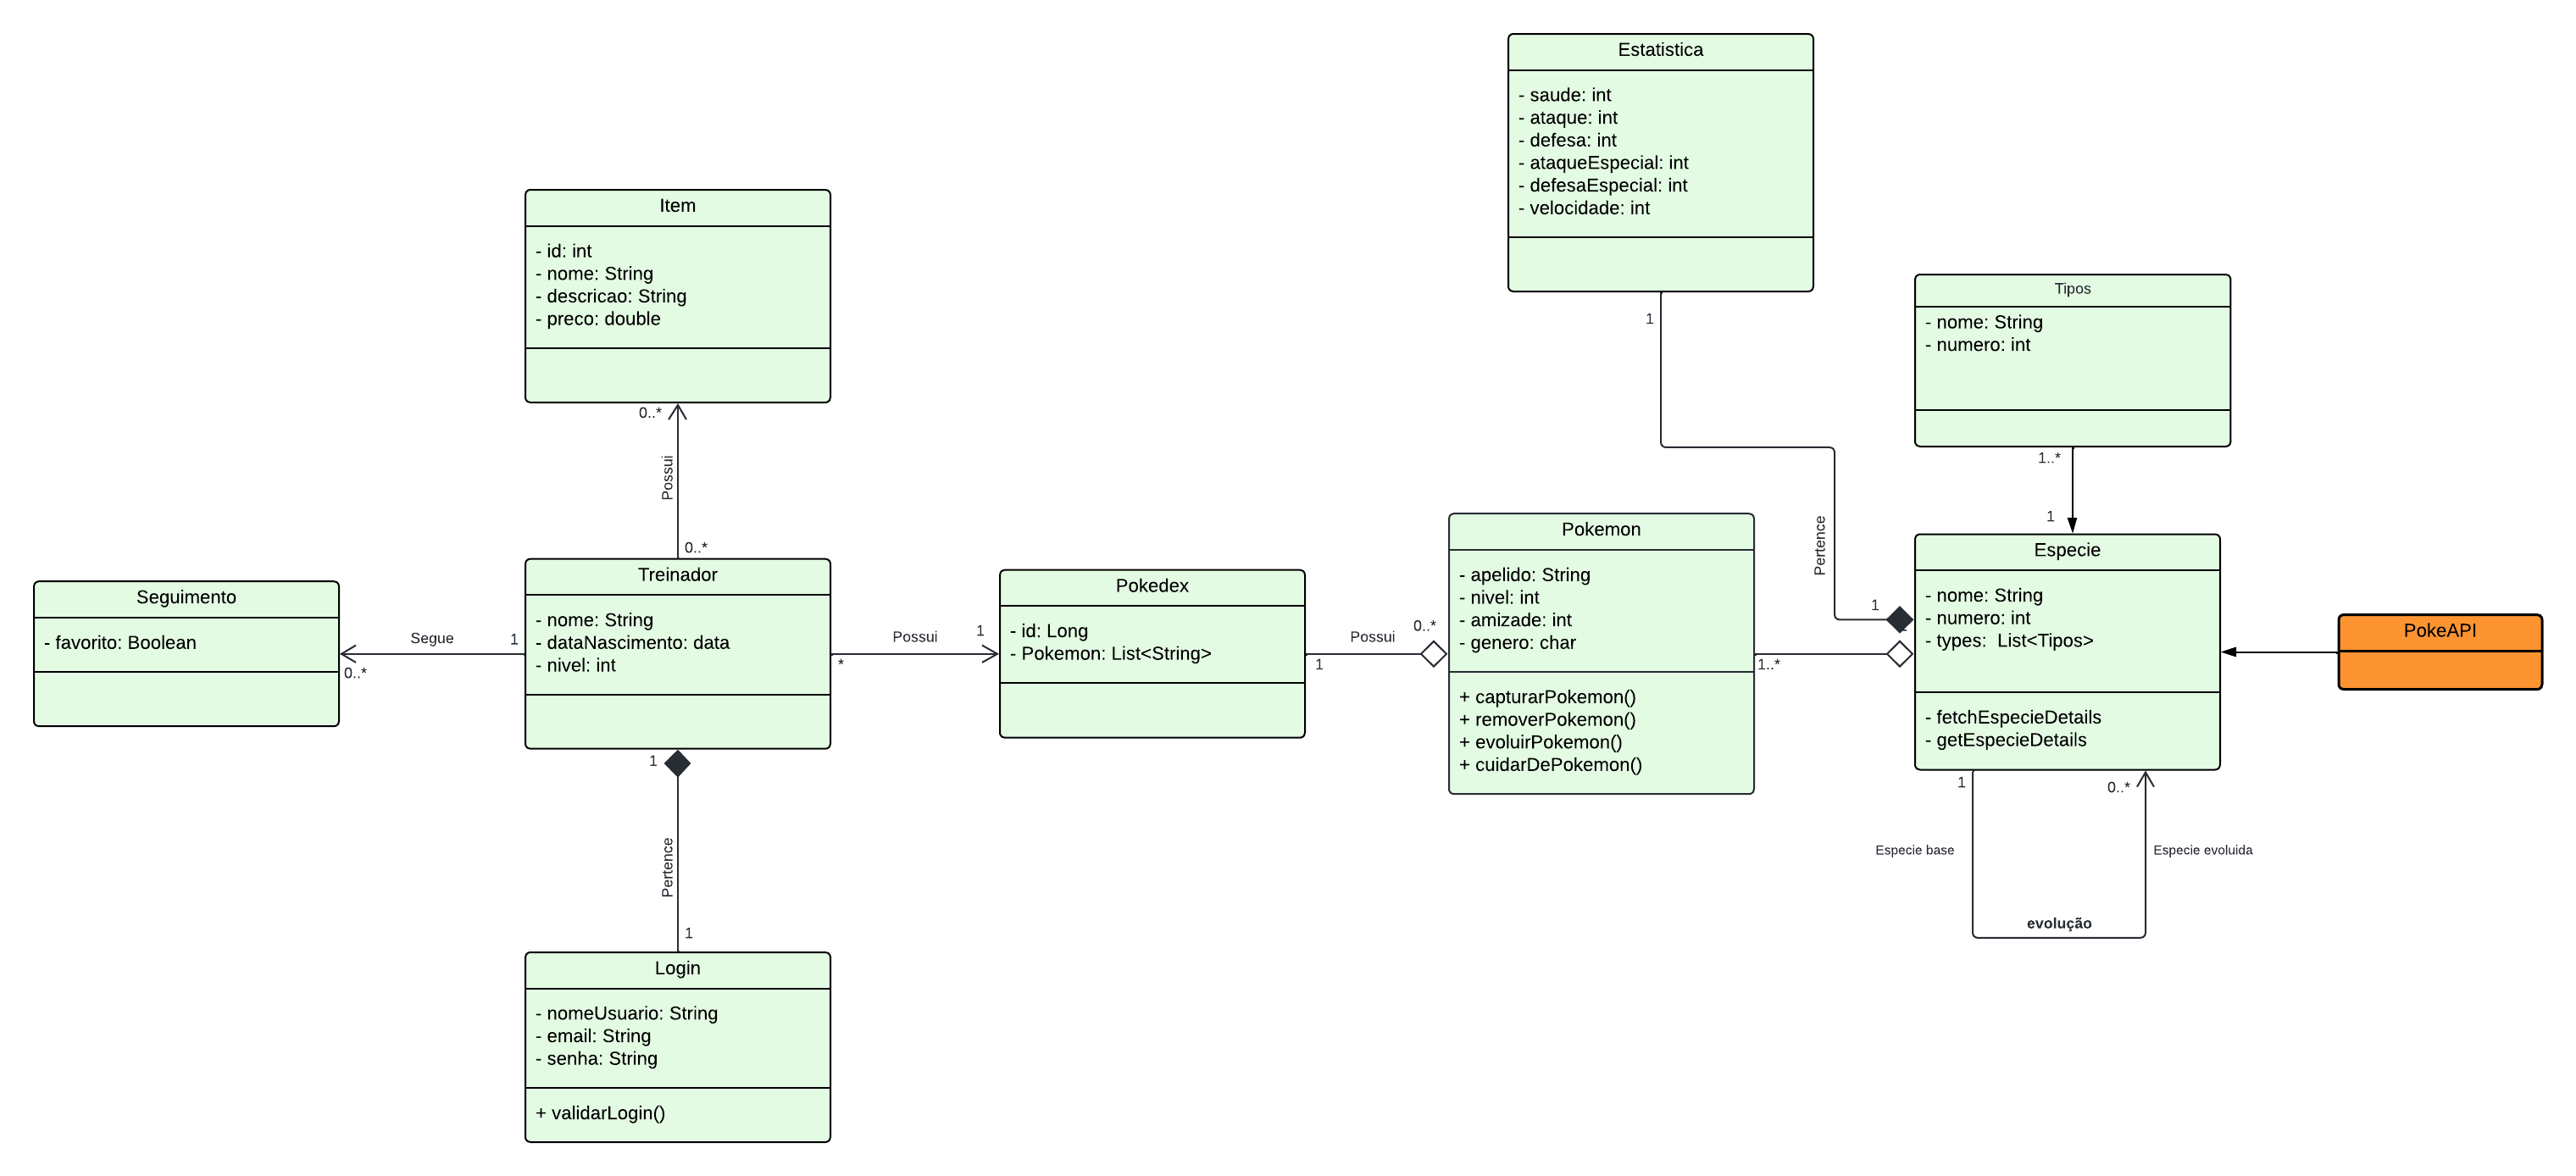 Estatistica
- saude: int
- ataque: int
- defesa: int
- ataqueEspecial: int
- defesaEspecial: int
- velocidade: int
1
Pertence
1
Item
- id: int
- nome: String
- descricao: String
- preco: double
0..*
Possui
0..*
Tipos
- nome: String
- numero: int
1..*
1
Seguimento
- favorito: Boolean
0..*
Segue
1
Treinador
- nome: String
- dataNascimento: data
- nivel: int
*
Possui
1
Pokedex
- id: Long
- Pokemon: List<String>
1
Possui
0..*
Pokemon
- apelido: String
- nivel: int
- amizade: int
- genero: char
+ capturarPokemon()
+ removerPokemon()
+ evoluirPokemon()
+ cuidarDePokemon()
1..*
Especie
- nome: String
- numero: int
- types:  List<Tipos>
- fetchEspecieDetails
- getEspecieDetails
PokeAPI
1
0..*
Especie base
Especie evoluida
evolução
1
Pertence
1
Login
- nomeUsuario: String
- email: String
- senha: String
+ validarLogin()